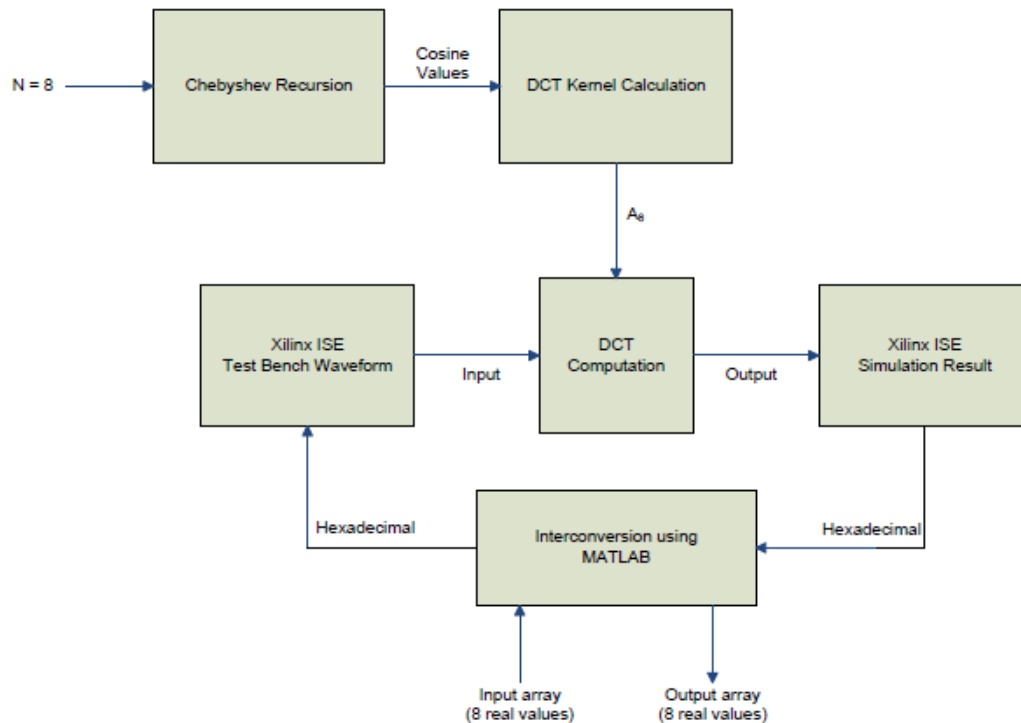 N = 8
Chebyshev Recursion
Cosine
Values
DCT Kernel Calculation
A₈
Xilinx ISE
Test Bench Waveform
Input
DCT
Computation
Output
Xilinx ISE
Simulation Result
Hexadecimal
Interconversion using
MATLAB
Hexadecimal
Input array
(8 real values)
Output array
(8 real values)